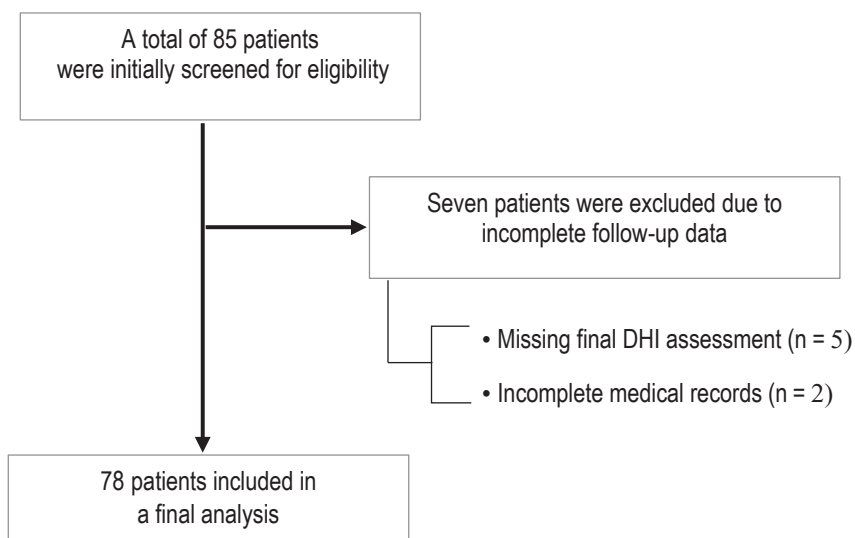 A total of 85 patients
were initially screened for eligibility
Seven patients were excluded due to
incomplete follow-up data
• Missing final DHI assessment (n = 5)
• Incomplete medical records (n = 2)
78 patients included in
a final analysis